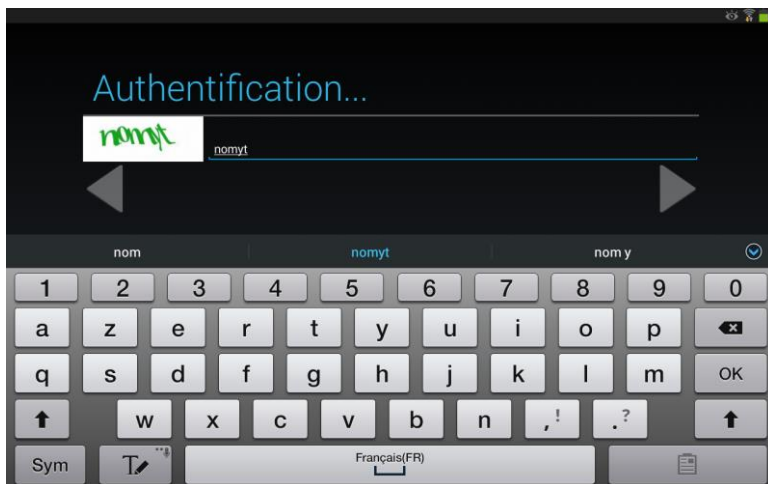 Authentification...
nomyt nomyt
nom nomyt nom y
1 2 3 4 5 6 7 8 9 0
a z e r t y u i o p
q s d f g h j k l m OK
w x c v b n , ! . ?
Sym T Français(FR)